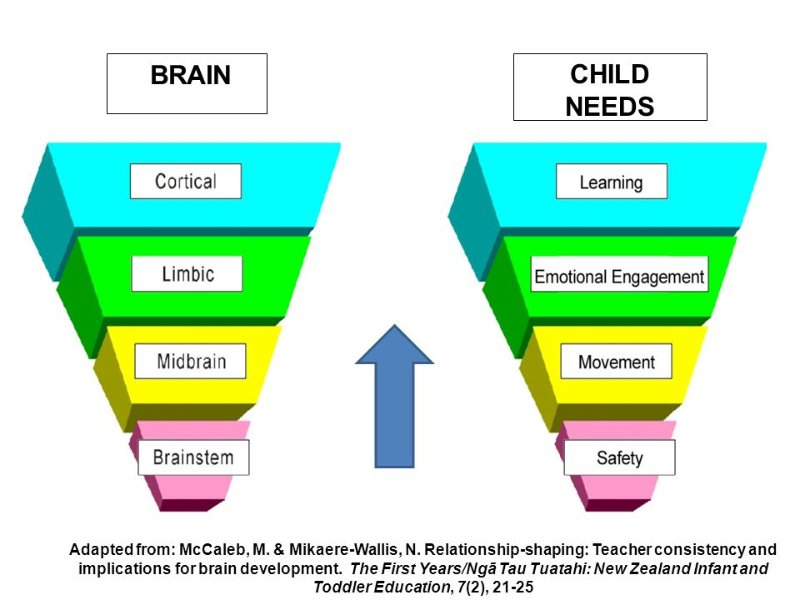 BRAIN
CHILD
NEEDS
Cortical
Limbic
Midbrain
Brainstem
Learning
Emotional Engagement
Movement
Safety
Adapted from: McCaleb, M. & Mikaere-Wallis, N. Relationship-shaping: Teacher consistency and
implications for brain development. The First Years/Ngā Tau Tuatahi: New Zealand Infant and
Toddler Education, 7(2), 21-25